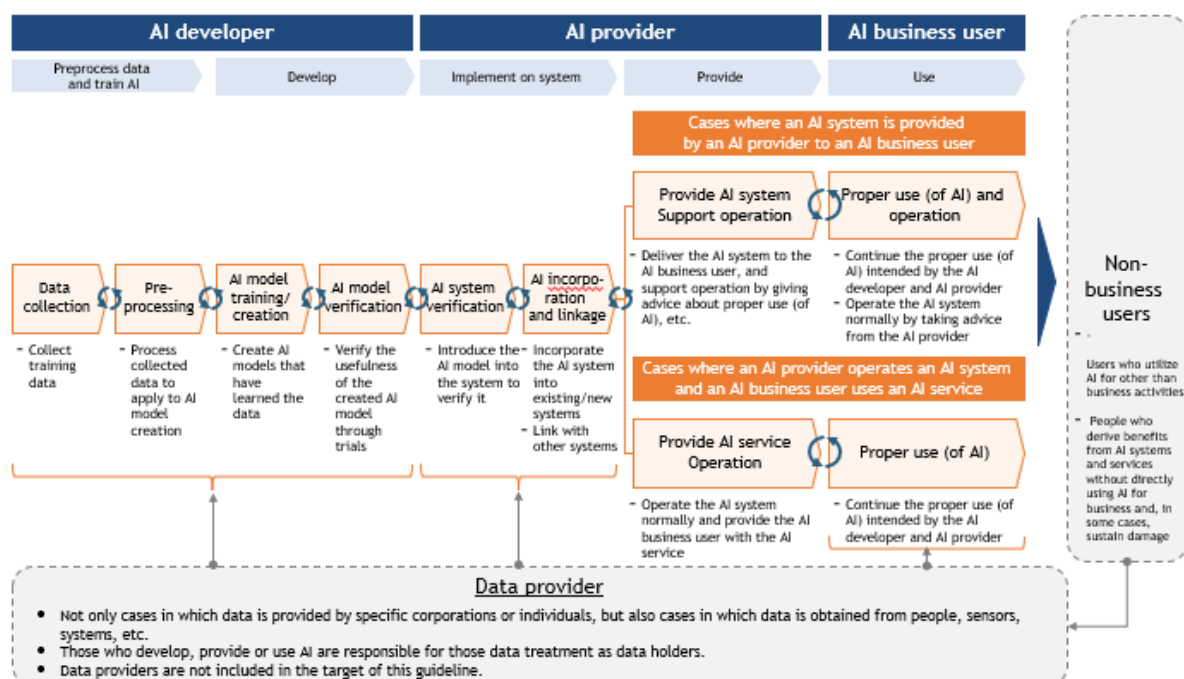 AI developer
AI provider
AI business user
Preprocess data
and train AI
Develop
Implement on system
Provide
Use
Cases where an AI system is provided
by an AI provider to an AI business user
Provide AI system
Support operation
Proper use (of AI) and
operation
- Deliver the AI system to the
AI business user, and
support operation by giving
advice about proper use (of
AI), etc.
- Continue the proper use (of
AI) intended by the AI
developer and AI provider
- Operate the AI system
normally by taking advice
from the AI provider
Data
collection
Pre-
processing
AI model
training/
creation
AI model
verification
AI system
verification
AI incorpo-
ration
and linkage
- Collect
training
data
- Process
collected
data to
apply to AI
model
creation
- Create AI
models that
have
learned the
data
- Verify the
usefulness
of the
created AI
model
through
trials
- Introduce the
AI model into
the system to
verify it
- Incorporate
the AI system
into
existing/new
systems
- Link with
other systems
Cases where an AI provider operates an AI system
and an AI business user uses an AI service
Provide AI service
Operation
Proper use (of AI)
- Operate the AI system
normally and provide the AI
business user with the AI
service
- Continue the proper use (of
AI) intended by the AI
developer and AI provider
Non-
business
users
- .
Users who utilize
AI for other than
business activities
- People who
derive benefits
from AI systems
and services
without directly
using AI for
business and, in
some cases,
sustain damage
Data provider
• Not only cases in which data is provided by specific corporations or individuals, but also cases in which data is obtained from people, sensors,
systems, etc.
• Those who develop, provide or use AI are responsible for those data treatment as data holders.
• Data providers are not included in the target of this guideline.